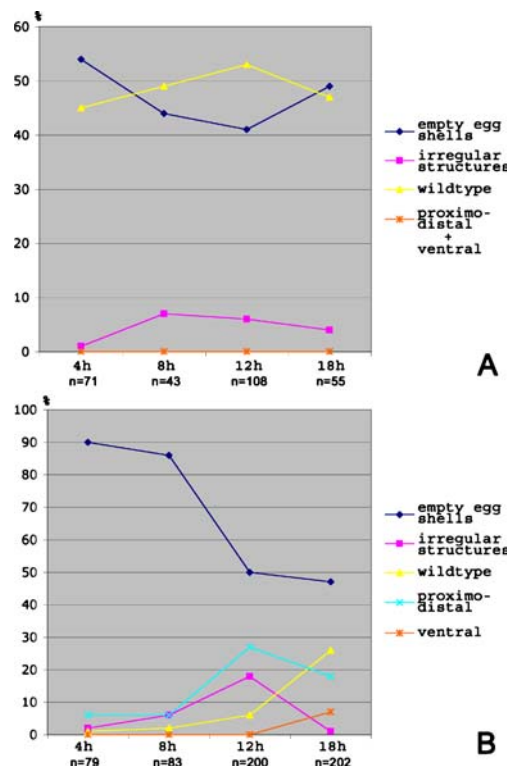 %
60
50
40
30
20
10
0
4h 8h 12h 18h
n=71 n=43 n=108 n=55
empty egg
shells
irregular
structures
wildtype
proximo-
distal
+
ventral
A
%
100
90
80
70
60
50
40
30
20
10
0
4h 8h 12h 18h
n=79 n=83 n=200 n=202
empty egg
shells
irregular
structures
wildtype
proximo-
distal
ventral
B